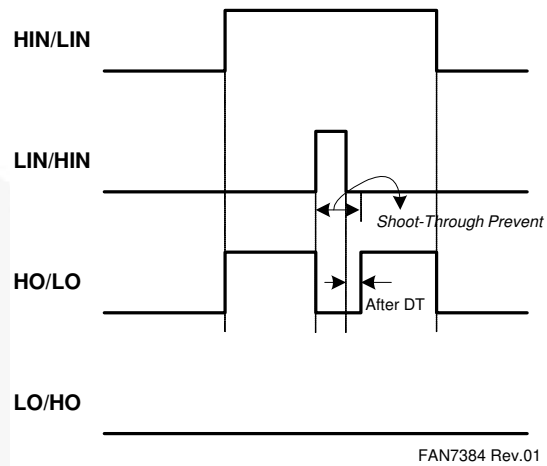 HIN/LIN
LIN/HIN
Shoot-Through Prevent
HO/LO
After DT
LO/HO
FAN7384 Rev.01